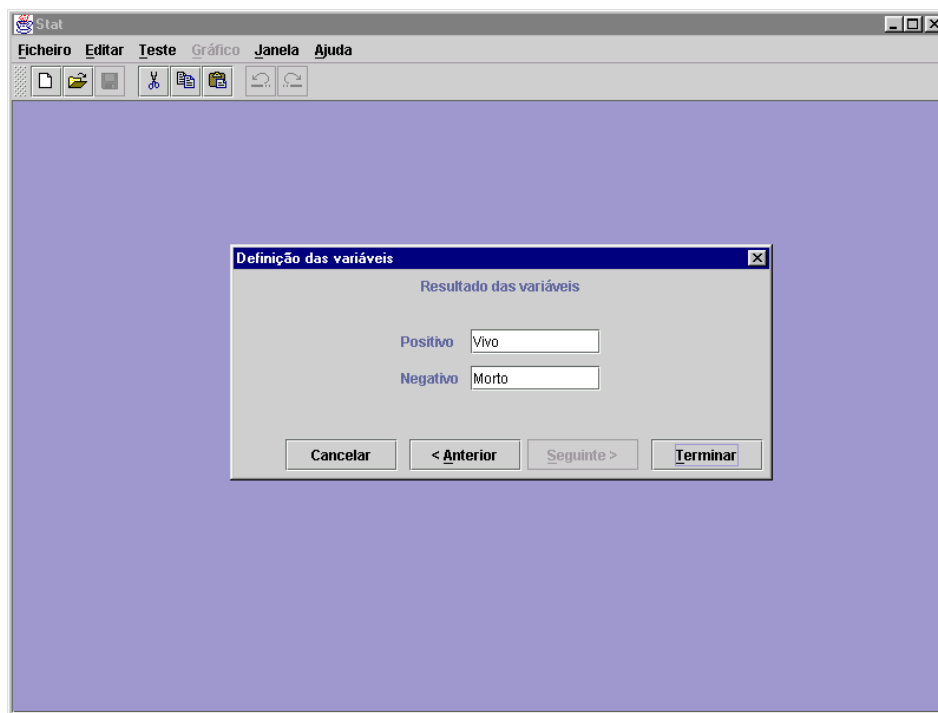 Stat
Ficheiro Editar Teste Gráfico Janela Ajuda
Definição das variáveis
Resultado das variáveis
Positivo Vivo
Negativo Morto
Cancelar < Anterior Seguinte > Terminar